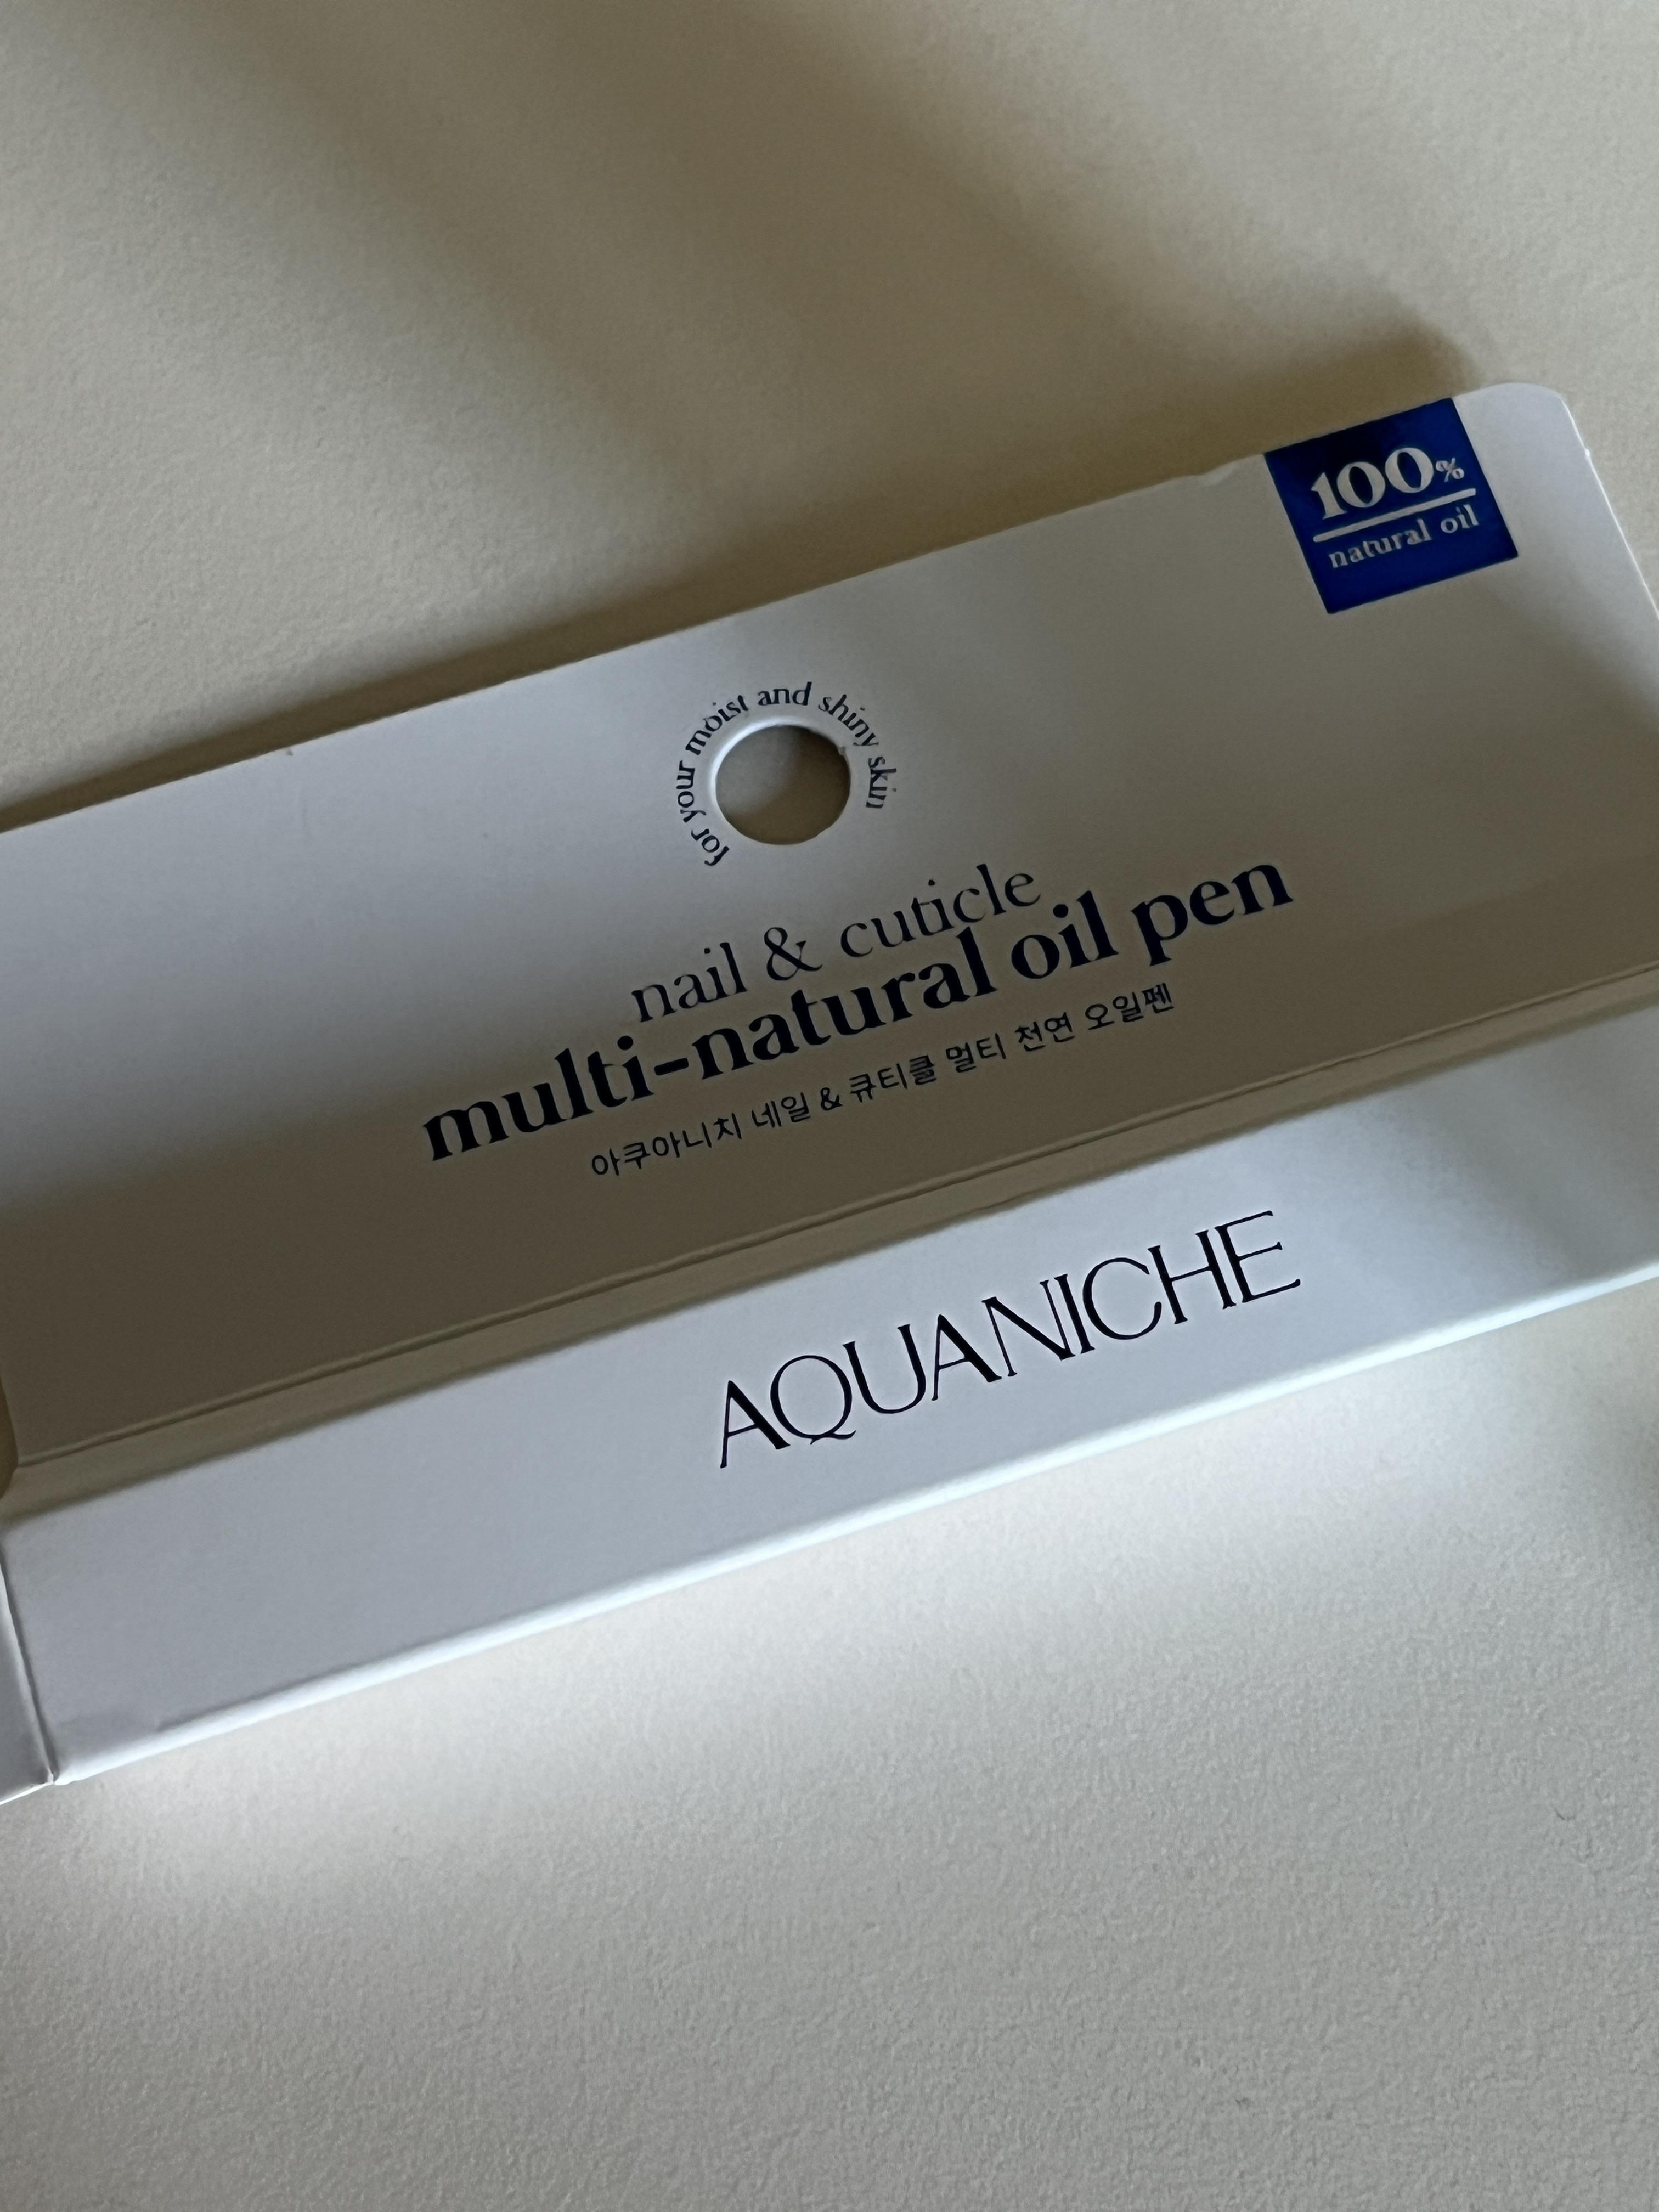 100%
natural oil
for your moist and shiny skin
nail & cuticle
multi-natural oil pen
아쿠아니치 네일 & 큐티클 멀티 천연 오일펜
AQUANICHE